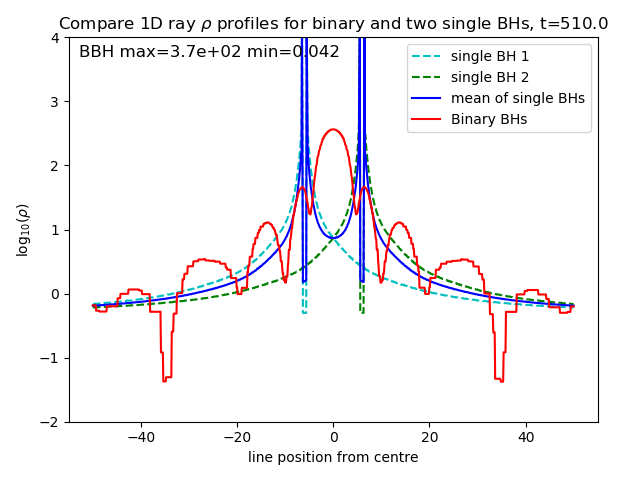 Compare 1D ray ρ profiles for binary and two single BHs, t=510.0
BBH max=3.7e+02 min=0.042
single BH 1
single BH 2
mean of single BHs
Binary BHs
log₁₀(ρ)
4
3
2
1
0
−1
−2
−40 −20 0 20 40
line position from centre